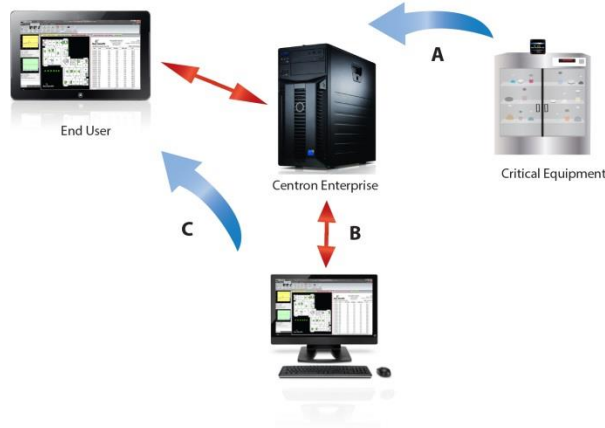 A
End User
Centron Enterprise
Critical Equipment
C
B